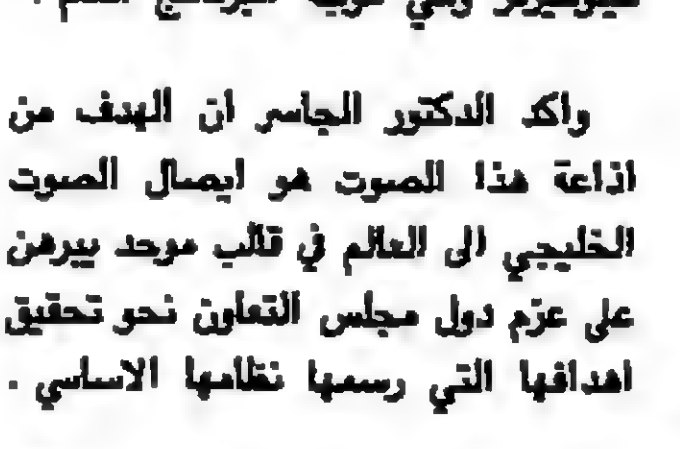 واكد الدكتور الجاسر ان الهدف من
اذاعة هذا الصوت هو ايصال الصوت
الخليجي الى العالم في قالب موحد يبرهن
على عزم دول مجلس التعاون نحو تحقيق
اهدافها التي رسمها نظامها الاساسي .